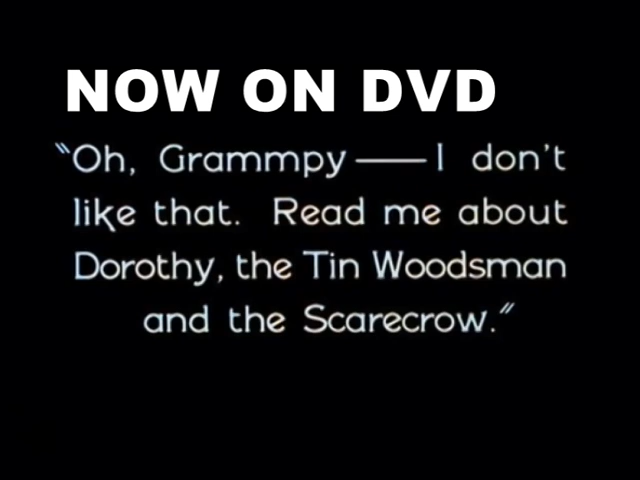 NOW ON DVD
"Oh, Grammpy—I don't
like that. Read me about
Dorothy, the Tin Woodsman
and the Scarecrow."